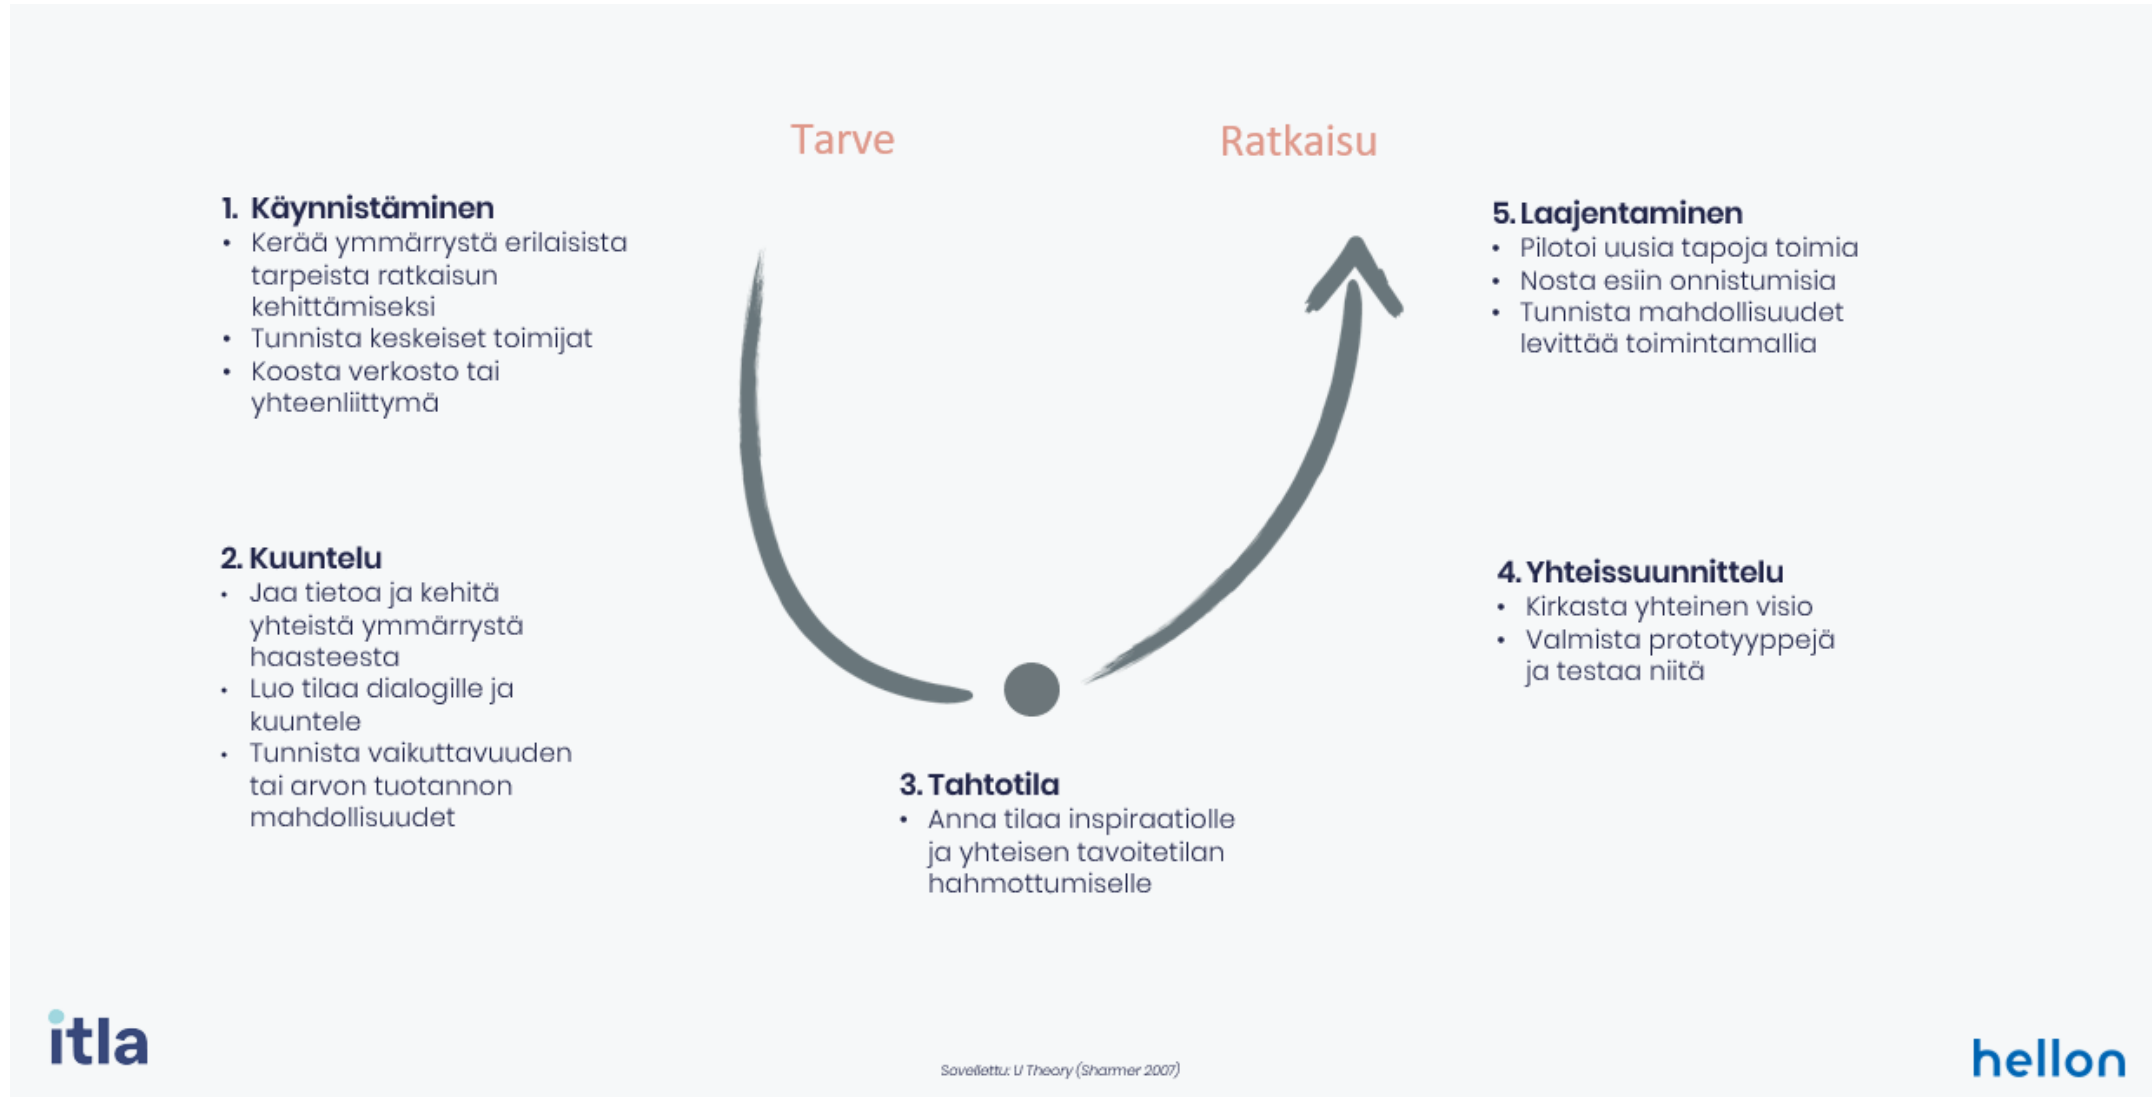 Tarve
Ratkaisu
1. Käynnistäminen
• Kerää ymmärrystä erilaisista
tarpeista ratkaisun
kehittämiseksi
• Tunnista keskeiset toimijat
• Koosta verkosto tai
yhteenliittymä
2. Kuuntelu
• Jaa tietoa ja kehitä
yhteistä ymmärrystä
haasteesta
• Luo tilaa dialogille ja
kuuntele
• Tunnista vaikuttavuuden
tai arvon tuotannon
mahdollisuudet
3. Tahtotila
• Anna tilaa inspiraatiolle
ja yhteisen tavoitetilan
hahmottumiselle
4. Yhteissuunnittelu
• Kirkasta yhteinen visio
• Valmista prototyyppejä
ja testaa niitä
5. Laajentaminen
• Pilotoi uusia tapoja toimia
• Nosta esiin onnistumisia
• Tunnista mahdollisuudet
levittää toimintamallia
itla
Sovellettu: U Theory (Sharmer 2007)
hellon